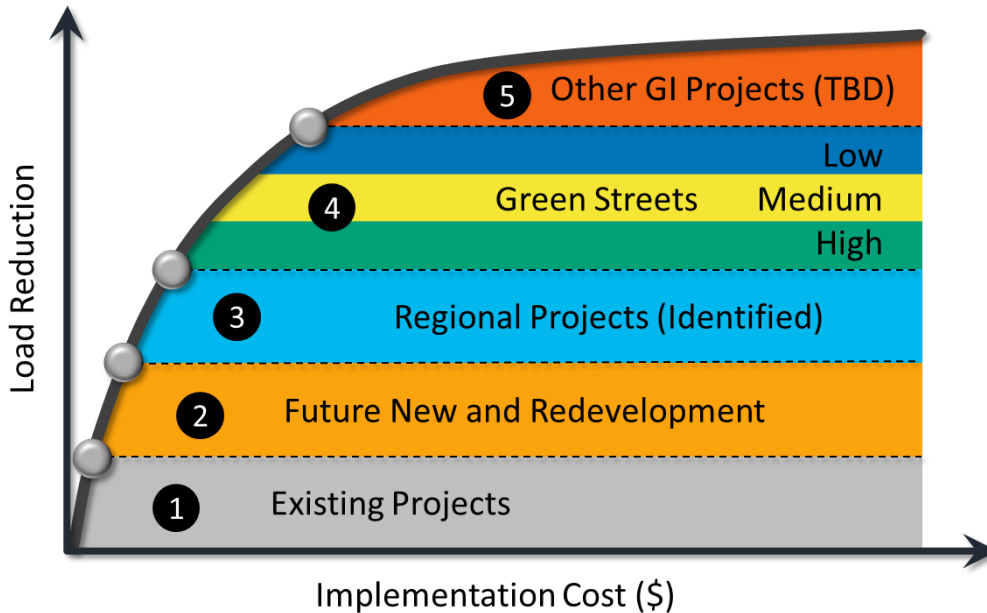 Load Reduction
5 Other GI Projects (TBD)
Low
4 Green Streets Medium
High
3 Regional Projects (Identified)
2 Future New and Redevelopment
1 Existing Projects
Implementation Cost ($)